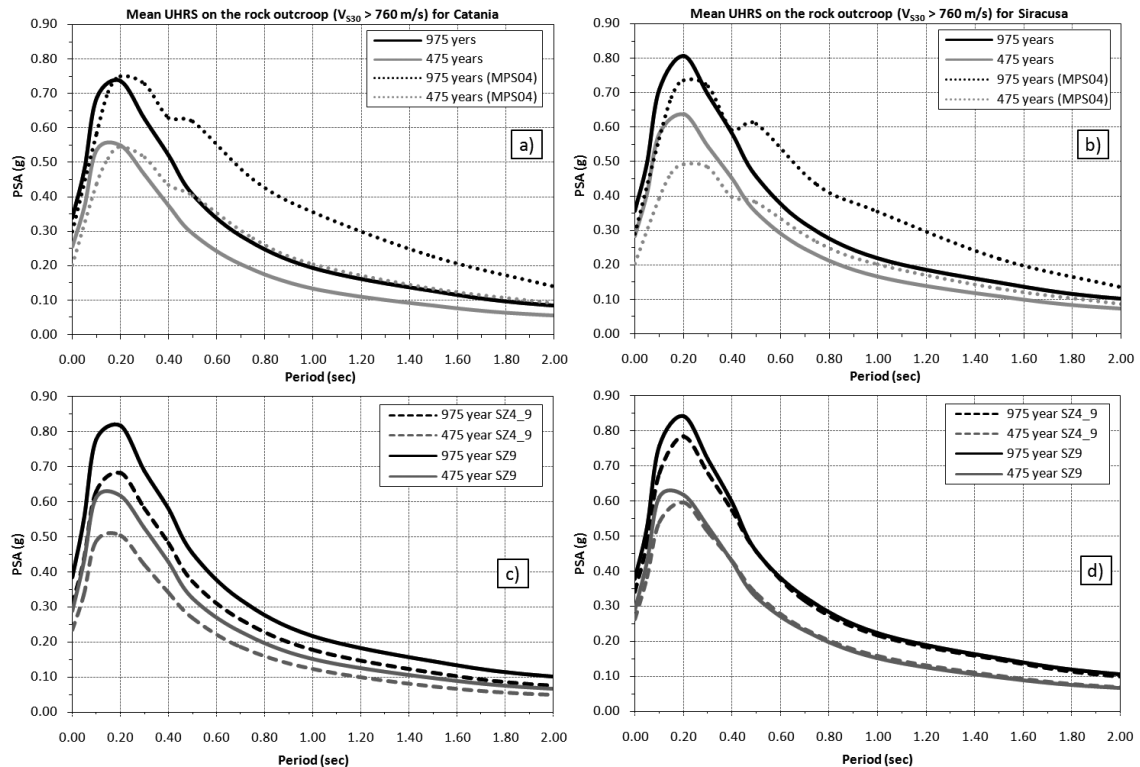 Mean UHRS on the rock outcroop (VS30 > 760 m/s) for Catania
0.90
0.80
0.70
0.60
0.50
0.40
0.30
0.20
0.10
0.00
PSA (g)
975 yers
475 years
975 years (MPS04)
475 years (MPS04)
a)
0.00 0.20 0.40 0.60 0.80 1.00 1.20 1.40 1.60 1.80 2.00
Period (sec)
Mean UHRS on the rock outcroop (VS30 > 760 m/s) for Siracusa
0.90
0.80
0.70
0.60
0.50
0.40
0.30
0.20
0.10
0.00
PSA (g)
975 years
475 years
975 years (MPS04)
475 years (MPS04)
b)
0.00 0.20 0.40 0.60 0.80 1.00 1.20 1.40 1.60 1.80 2.00
Period (sec)
0.90
0.80
0.70
0.60
0.50
0.40
0.30
0.20
0.10
0.00
PSA (g)
975 year SZ4_9
475 year SZ4_9
975 year SZ9
475 year SZ9
c)
0.00 0.20 0.40 0.60 0.80 1.00 1.20 1.40 1.60 1.80 2.00
Period (sec)
0.90
0.80
0.70
0.60
0.50
0.40
0.30
0.20
0.10
0.00
PSA (g)
975 year SZ4_9
475 year SZ4_9
975 year SZ9
475 year SZ9
d)
0.00 0.20 0.40 0.60 0.80 1.00 1.20 1.40 1.60 1.80 2.00
Period (sec)